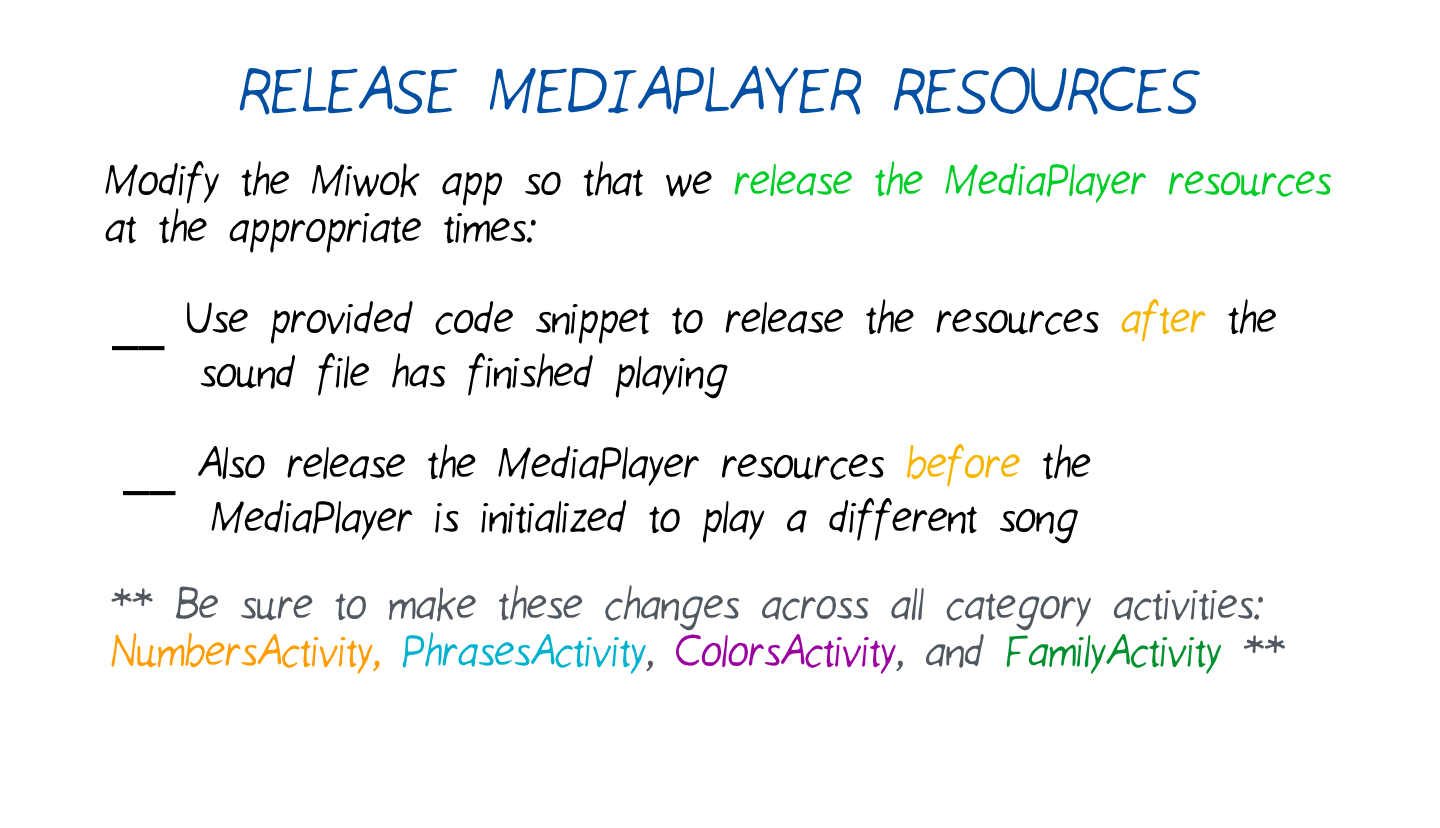 RELEASE MEDIAPLAYER RESOURCES
Modify the Miwok app so that we release the MediaPlayer resources
at the appropriate times:
__ Use provided code snippet to release the resources after the
sound file has finished playing
__ Also release the MediaPlayer resources before the
MediaPlayer is initialized to play a different song
** Be sure to make these changes across all category activities:
NumbersActivity, PhrasesActivity, ColorsActivity, and FamilyActivity **